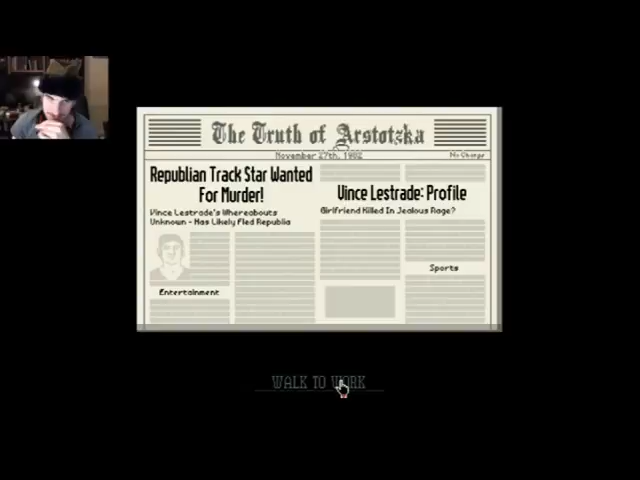 The Truth of Arstotzka
November 27th, 1982
No Charge
Republian Track Star Wanted
For Murder!
Vince Lestrade's Whereabouts
Unknown - Has Likely Fled Republia
Entertainment
Vince Lestrade: Profile
Girlfriend Killed In Jealous Rage?
Sports
WALK TO WORK